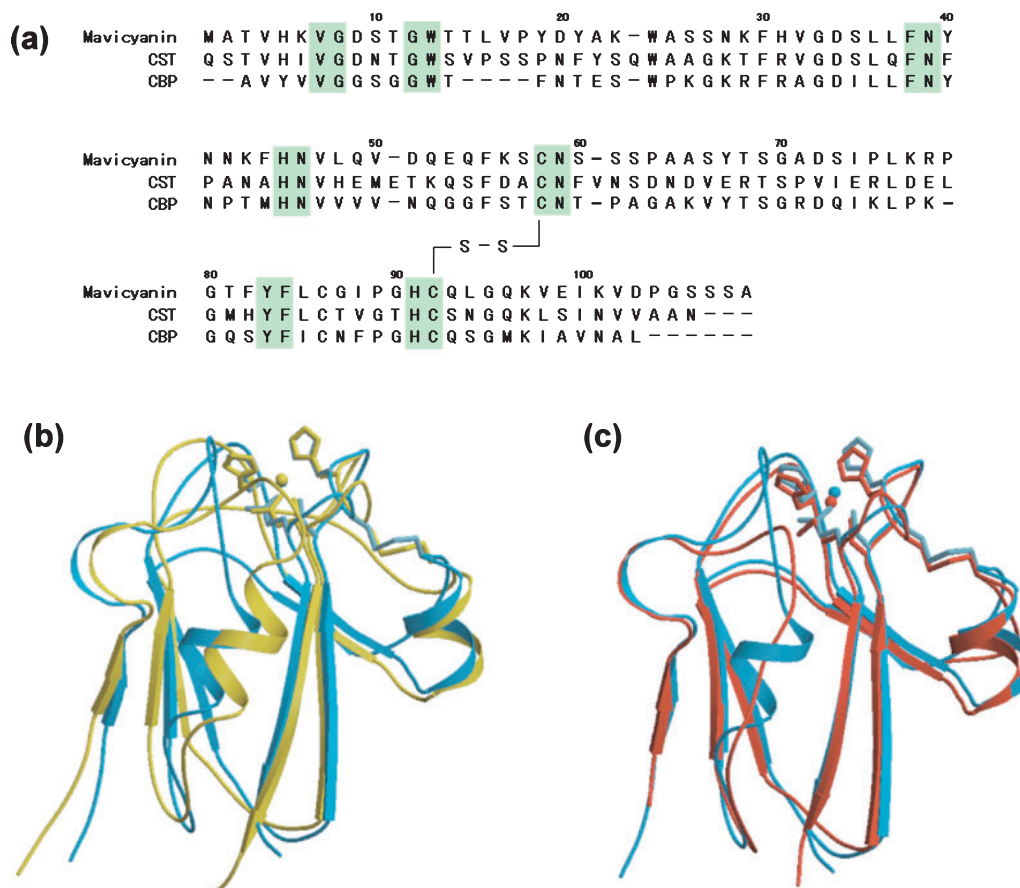 (a)
10 20 30 40
Mavicyanin M A T V H K V G D S T G W T T L V P Y D Y A K - W A S S N K F H V G D S L L F N Y
CST Q S T V H I V G D N T G W S V P S S P N F Y S Q W A A G K T F R V G D S L Q F N F
CBP - - A V Y V V G G S G G W T - - - - F N T E S - W P K G K R F R A G D I L L F N Y
50 60 70
Mavicyanin N N K F H N V L Q V - D Q E Q F K S C N S - S S P A A S Y T S G A D S I P L K R P
CST P A N A H N V H E M E T K Q S F D A C N F V N S D N D V E R T S P V I E R L D E L
CBP N P T M H N V V V V - N Q G G F S T C N T - P A G A K V Y T S G R D Q I K L P K -
S - S
80 90 100
Mavicyanin G T F Y F L C G I P G H C Q L G Q K V E I K V D P G S S S A
CST G M H Y F L C T V G T H C S N G Q K L S I N V V A A N - - -
CBP G Q S Y F I C N F P G H C Q S G M K I A V N A L - - - - - -
(b) (c)